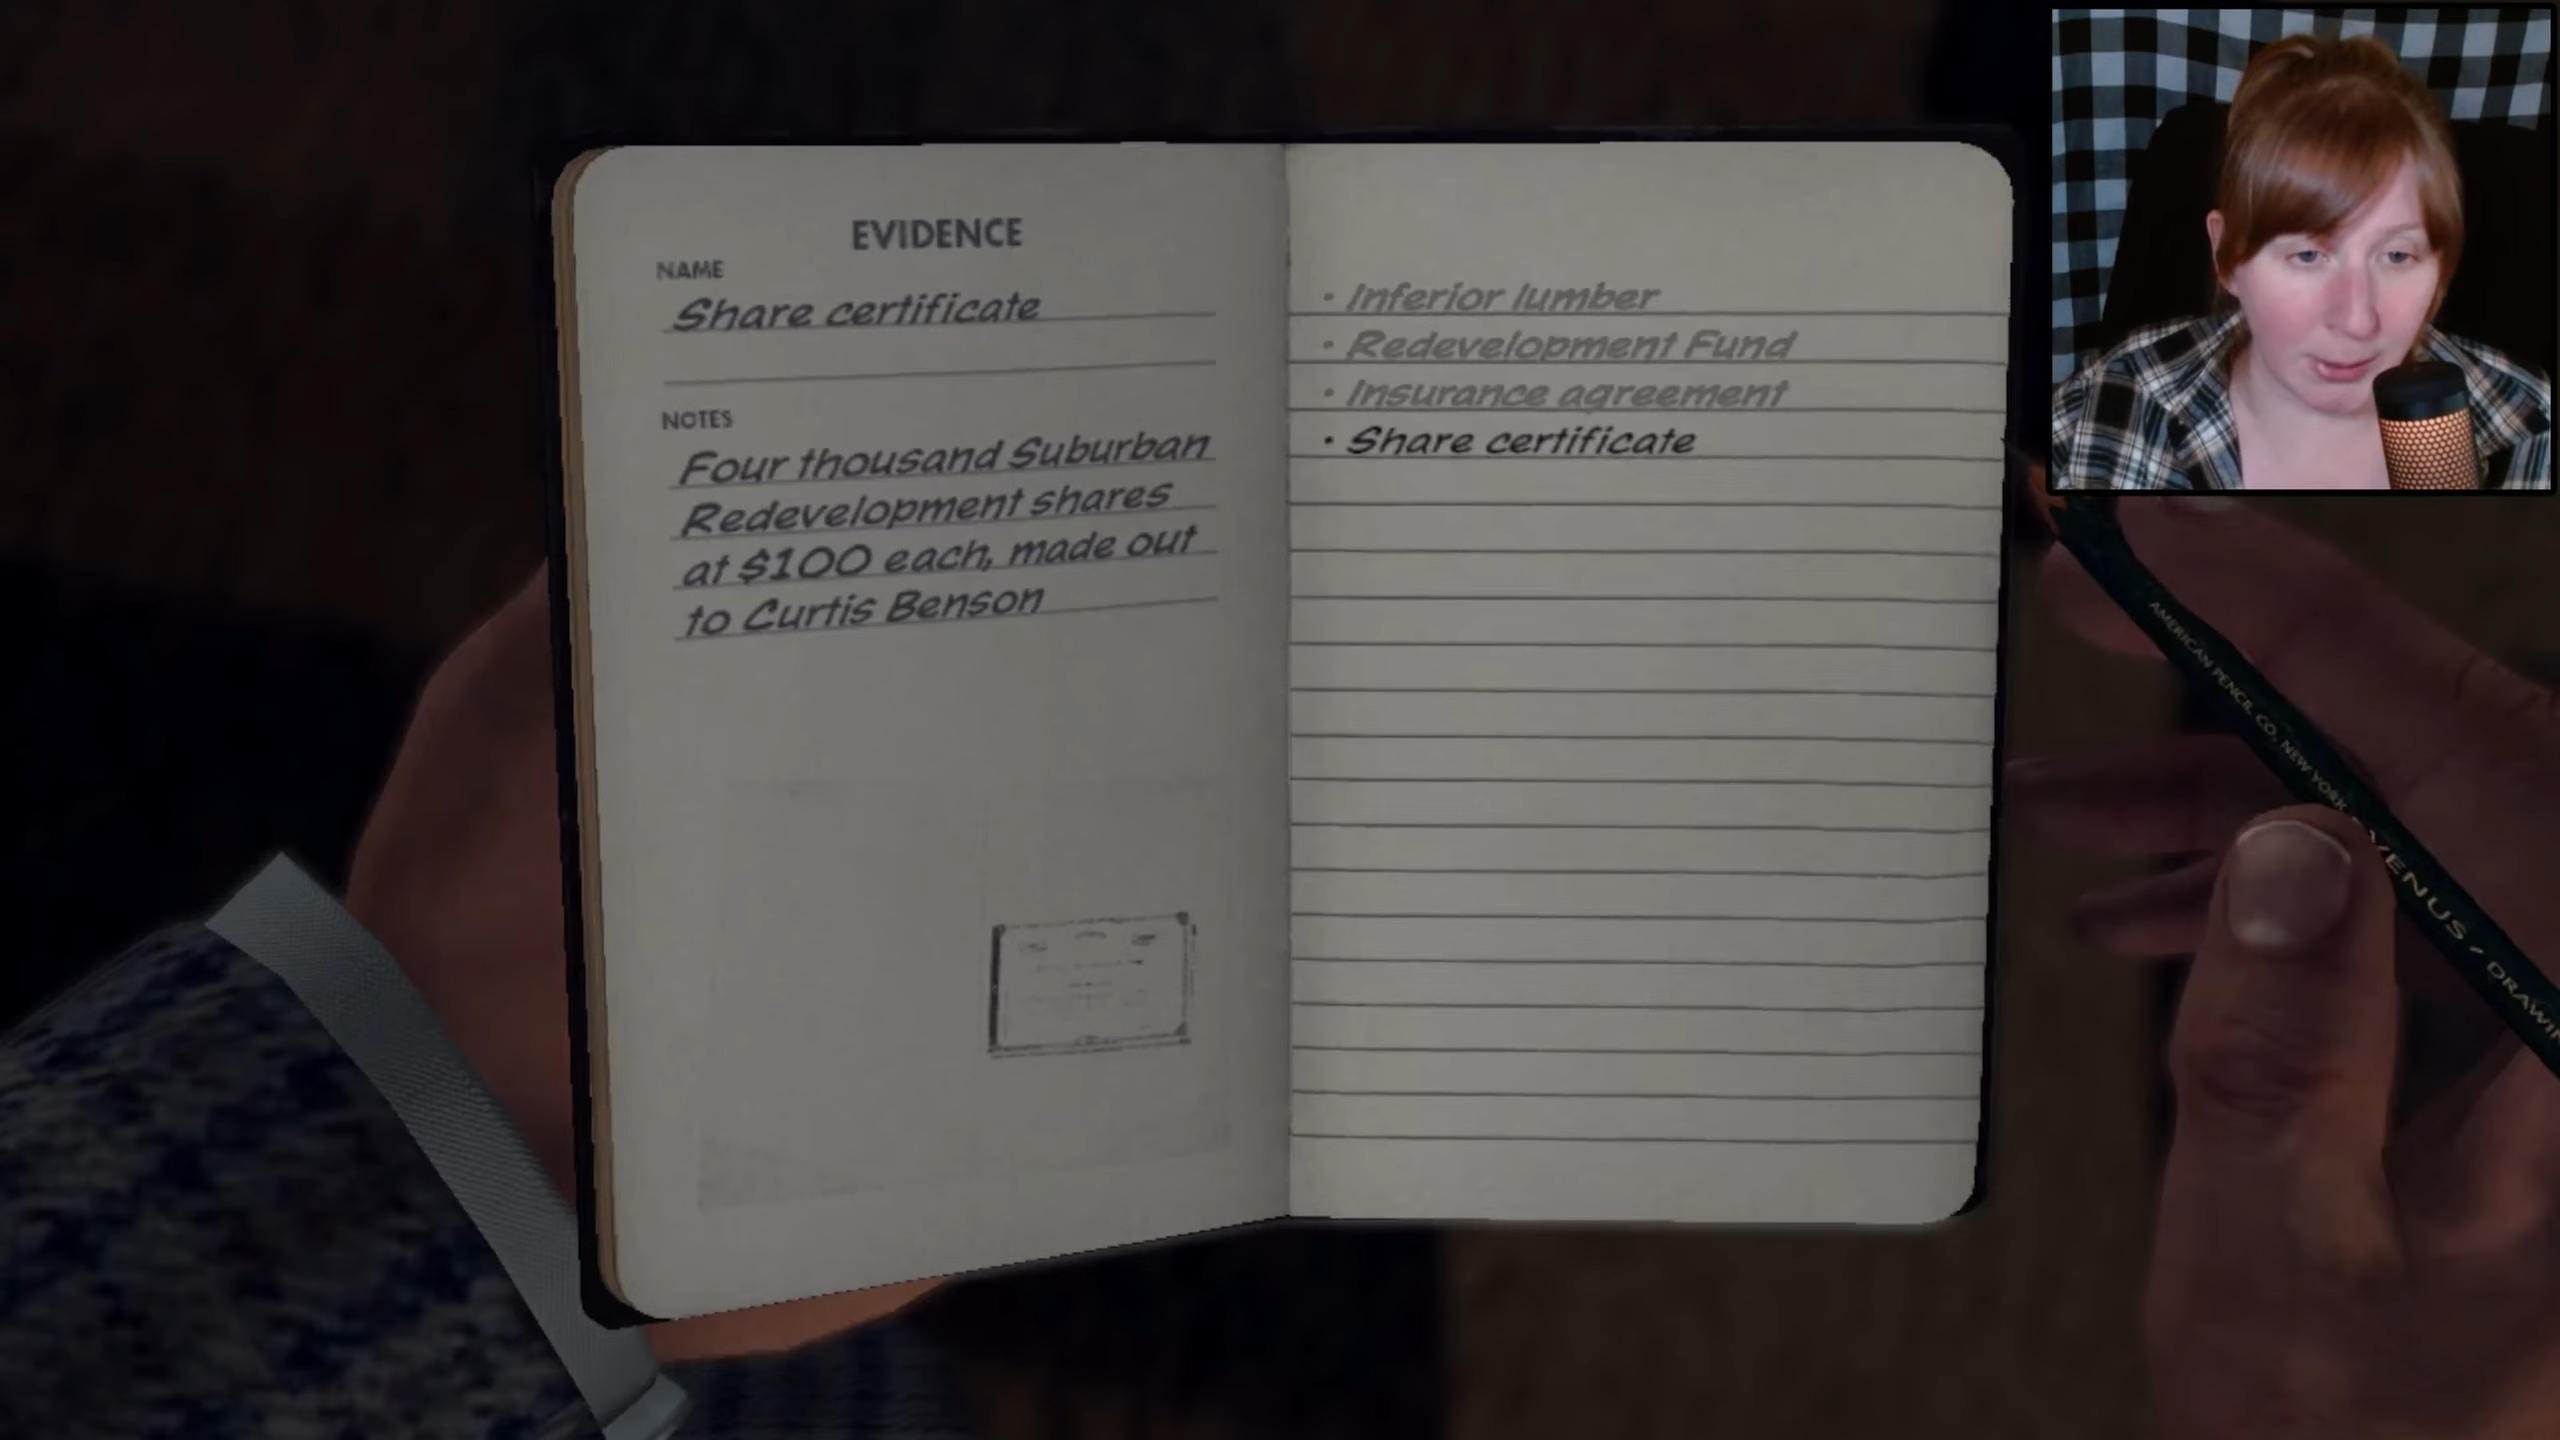 EVIDENCE
NAME
Share certificate
NOTES
Four thousand Suburban
Redevelopment shares
at $100 each, made out
to Curtis Benson
• Inferior lumber
• Redevelopment Fund
• Insurance agreement
• Share certificate
AMERICAN PENCIL CO. NEW YORK
VENUS